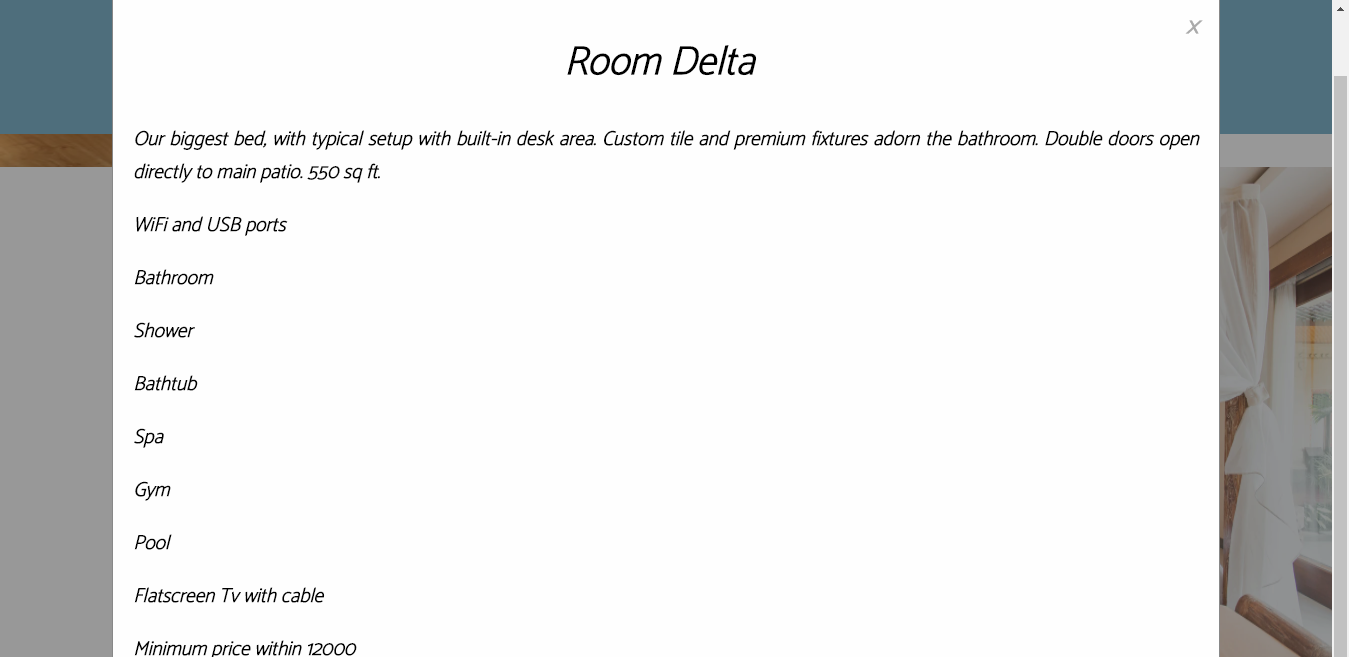 x
Room Delta
Our biggest bed, with typical setup with built-in desk area. Custom tile and premium fixtures adorn the bathroom. Double doors open
directly to main patio. 550 sq ft.
WiFi and USB ports
Bathroom
Shower
Bathtub
Spa
Gym
Pool
Flatscreen Tv with cable
Minimum price within 12000